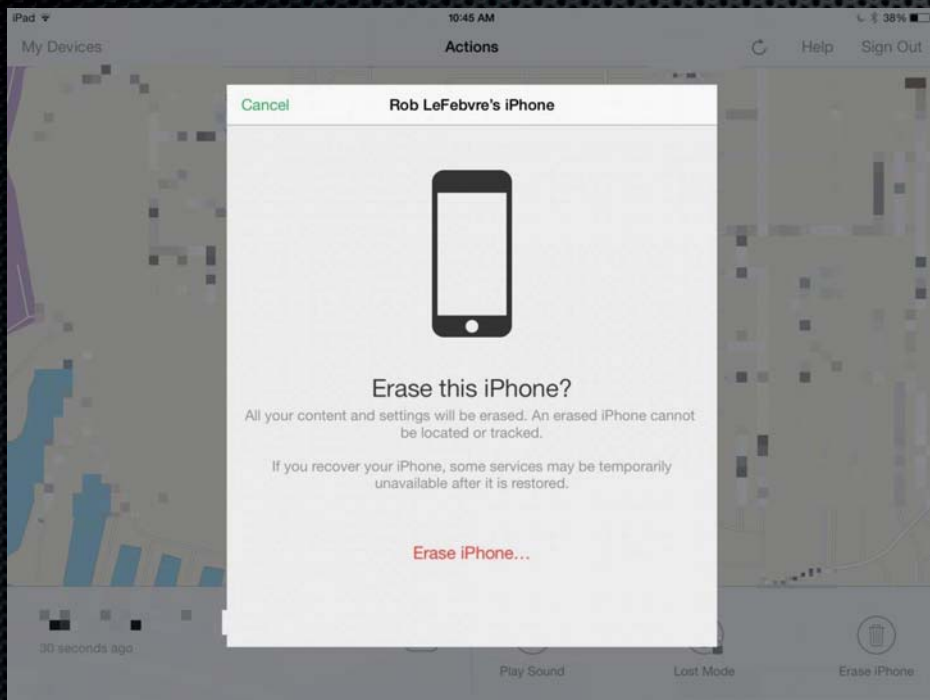 iPad 10:45 AM 38%
My Devices Actions Help Sign Out
Cancel Rob LeFebvre's iPhone
Erase this iPhone?
All your content and settings will be erased. An erased iPhone cannot
be located or tracked.
If you recover your iPhone, some services may be temporarily
unavailable after it is restored.
Erase iPhone...
30 seconds ago
Play Sound Lost Mode Erase iPhone